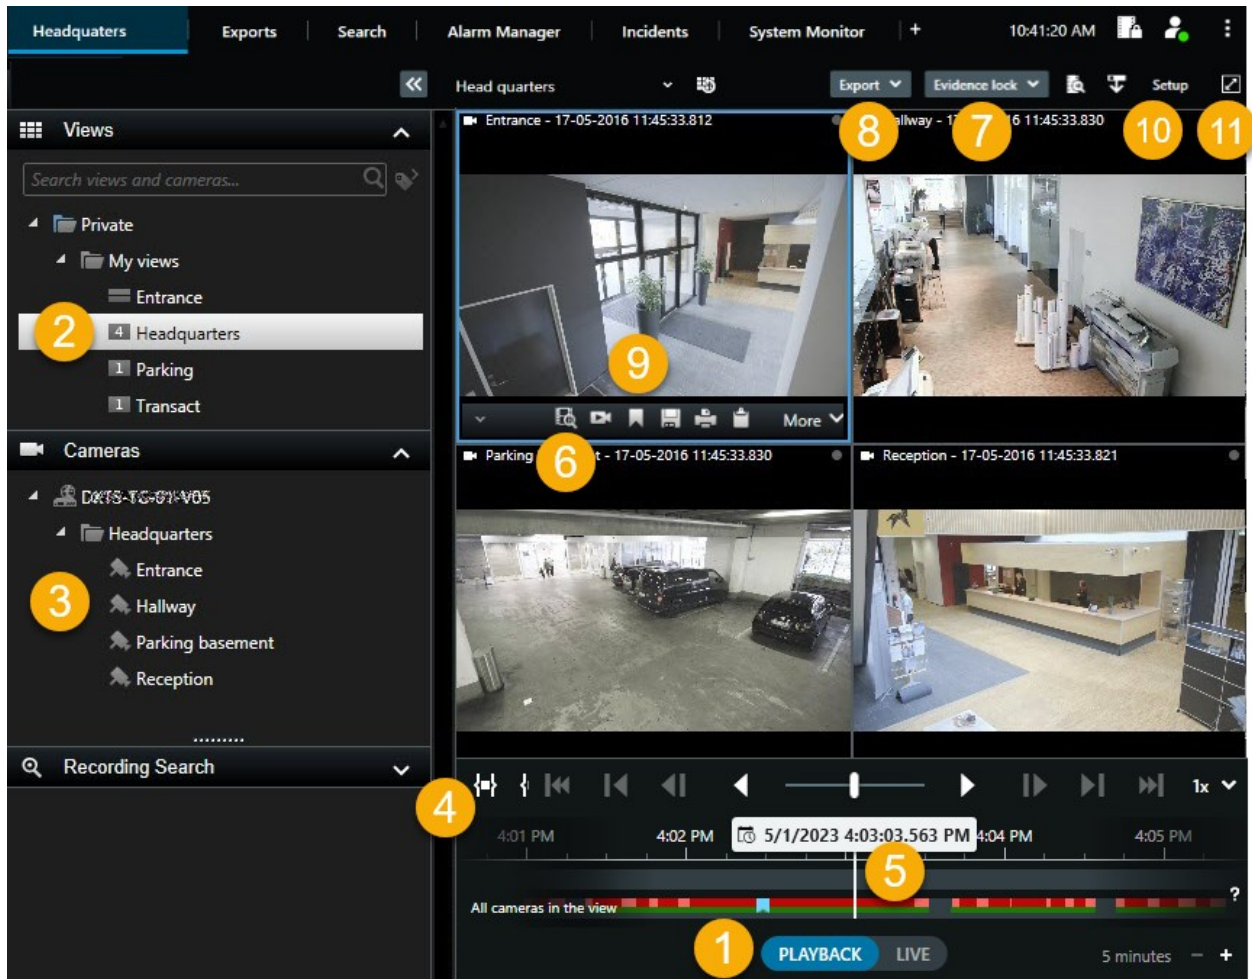 Headquaters Exports Search Alarm Manager Incidents System Monitor + 10:41:20 AM
Head quarters Export Evidence lock Setup
Views
Search views and cameras...
Private
My views
Entrance
2 4 Headquarters
1 Parking
1 Transact
Cameras
Headquarters
Entrance
3 Hallway
Parking basement
Reception
Recording Search
Entrance - 17-05-2016 11:45:33.812
8 7 10 11
16 11:45:33.830
9
More
Parking t - 17-05-2016 11:45:33.830
6
Reception - 17-05-2016 11:45:33.821
4 1x
4:01 PM 4:02 PM 5/1/2023 4:03:03.563 PM 4:04 PM 4:05 PM
5
All cameras in the view ?
1 PLAYBACK LIVE 5 minutes - +